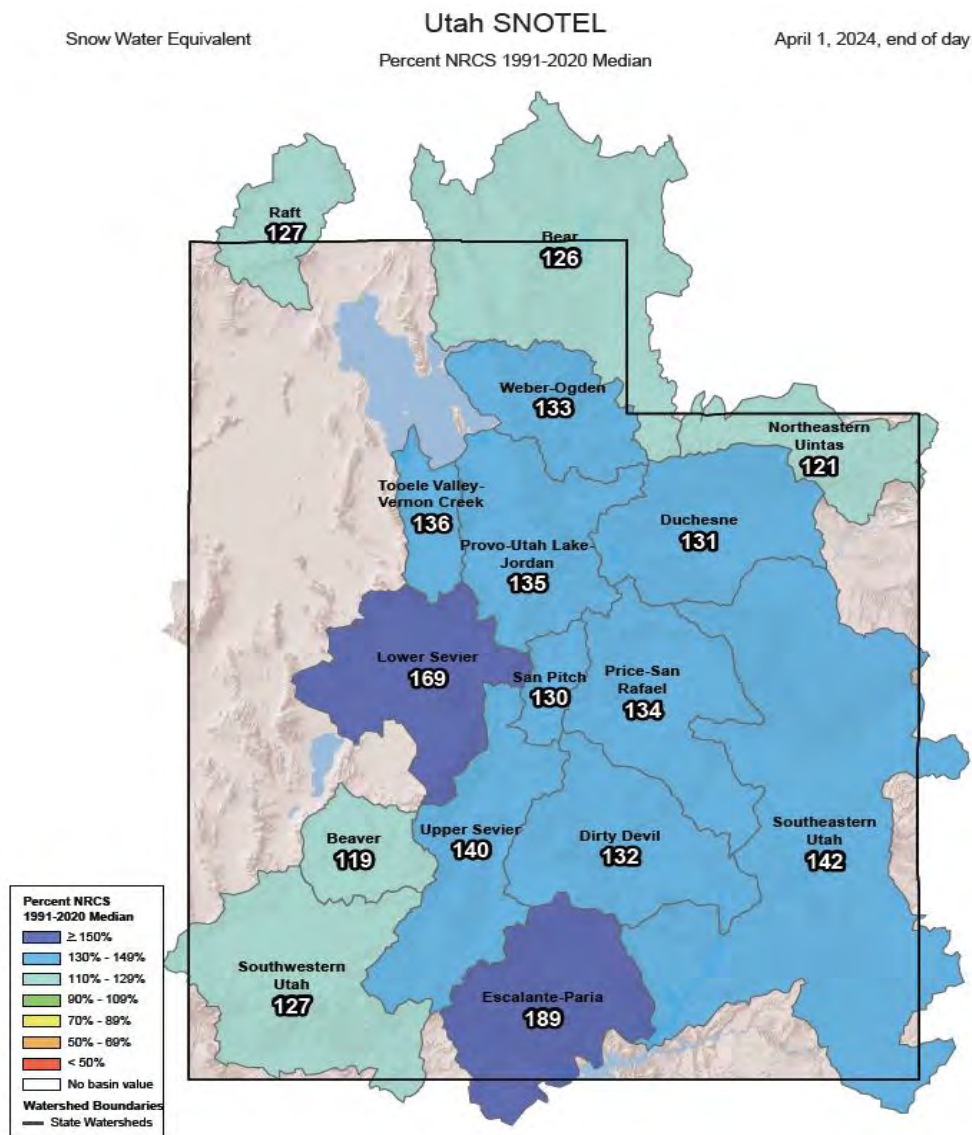 Utah SNOTEL
Snow Water Equivalent
Percent NRCS 1991-2020 Median
April 1, 2024, end of day
Raft
127
Bear
126
Weber-Ogden
133
Northeastern
Uintas
121
Tooele Valley-
Vernon Creek
136
Duchesne
131
Provo-Utah Lake-
Jordan
135
Lower Sevier
169
San Pitch
130
Price-San
Rafael
134
Beaver
119
Upper Sevier
140
Dirty Devil
132
Southeastern
Utah
142
Southwestern
Utah
127
Escalante-Paria
189
Percent NRCS
1991-2020 Median
≥ 150%
130% - 149%
110% - 129%
90% - 109%
70% - 89%
50% - 69%
< 50%
No basin value
Watershed Boundaries
State Watersheds